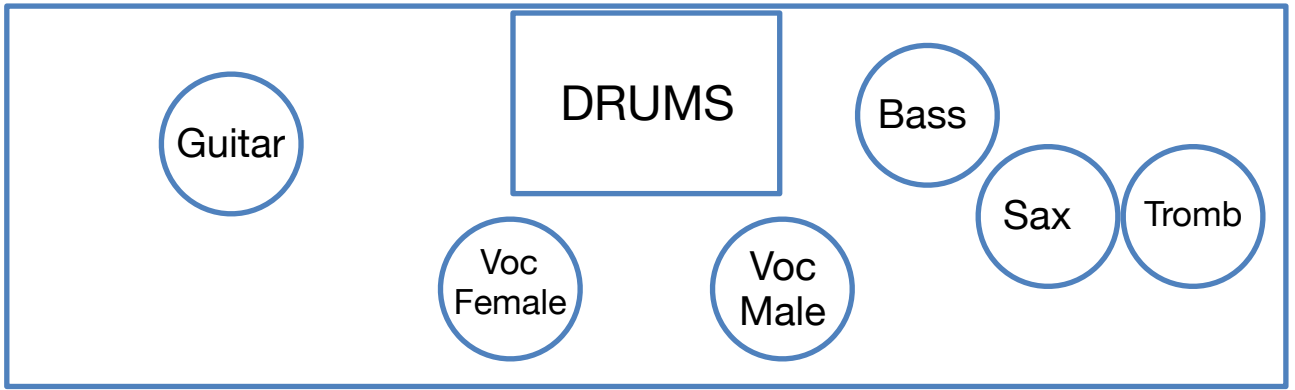 DRUMS
Bass
Guitar
Sax
Tromb
Voc
Female
Voc
Male